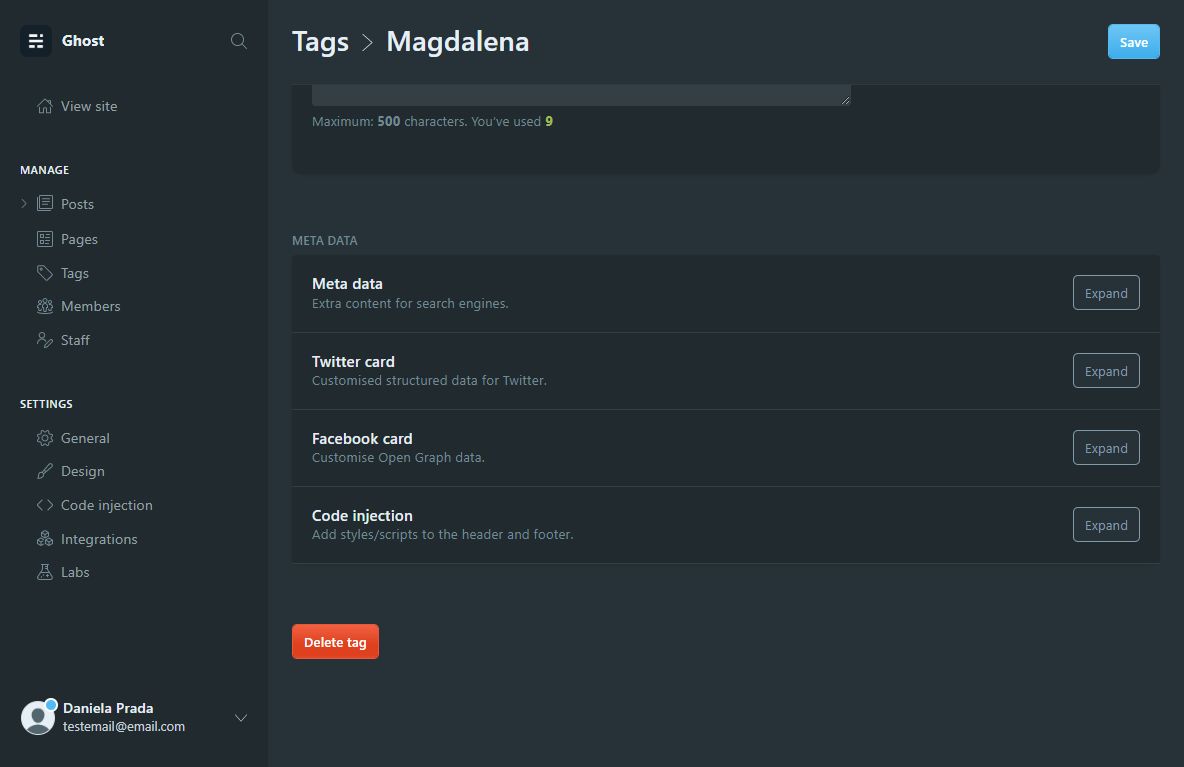 Ghost
View site
MANAGE
Posts
Pages
Tags
Members
Staff
SETTINGS
General
Design
Code injection
Integrations
Labs
Daniela Prada
testemail@email.com
Tags > Magdalena
Save
Maximum: 500 characters. You've used 9
META DATA
Meta data
Extra content for search engines.
Expand
Twitter card
Customised structured data for Twitter.
Expand
Facebook card
Customise Open Graph data.
Expand
Code injection
Add styles/scripts to the header and footer.
Expand
Delete tag